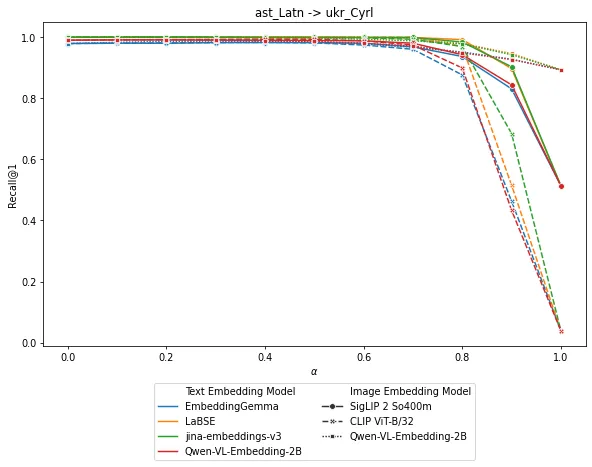 ast_Latn -> ukr_Cyrl
Recall@1
1.0
0.8
0.6
0.4
0.2
0.0
0.0 0.2 0.4 0.6 0.8 1.0
α
Text Embedding Model
EmbeddingGemma
LaBSE
jina-embeddings-v3
Qwen-VL-Embedding-2B
Image Embedding Model
SigLIP 2 So400m
CLIP ViT-B/32
Qwen-VL-Embedding-2B